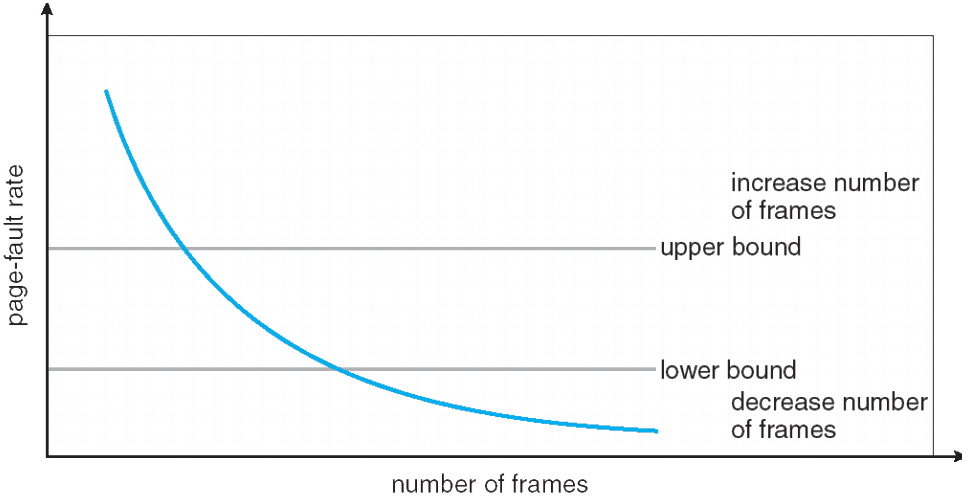 page-fault rate
increase number
of frames
upper bound
lower bound
decrease number
of frames
number of frames